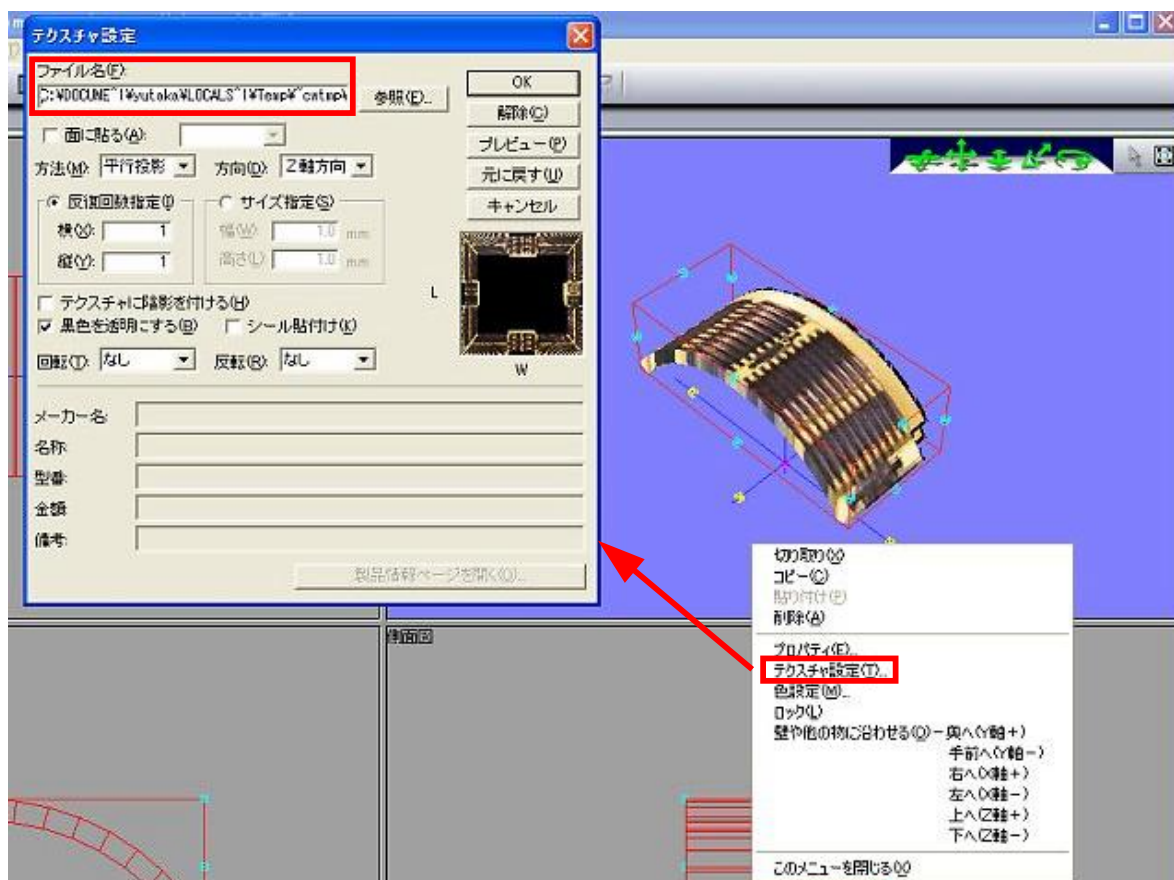 テクスチャ設定
ファイル名(F):
C:¥DOCUME~1¥yutaka¥LOCALS~1¥Temp¥~cwtmp¥
参照(E)...
OK
解除(C)
プレビュー(P)
元に戻す(U)
キャンセル
面に貼る(A):
方法(M): 平行投影 方向(D): Z軸方向
反復回数指定(I)
サイズ指定(S)
横(X): 1
幅(W): 1.0 mm
縦(Y): 1
高さ(L): 1.0 mm
テクスチャに陰影を付ける(H)
黒色を透明にする(B) シール貼付け(K)
回転(T): なし 反転(R): なし
L
W
メーカー名:
名称:
型番:
金額:
備考:
製品情報ページを開く(O)...
側面図
切り取り(X)
コピー(C)
貼り付け(P)
削除(A)
プロパティ(E)...
テクスチャ設定(T)...
色設定(M)...
ロック(L)
壁や他の物に沿わせる(O)-奥へ(Y軸+)
手前へ(Y軸-)
右へ(X軸+)
左へ(X軸-)
上へ(Z軸+)
下へ(Z軸-)
このメニューを閉じる(X)